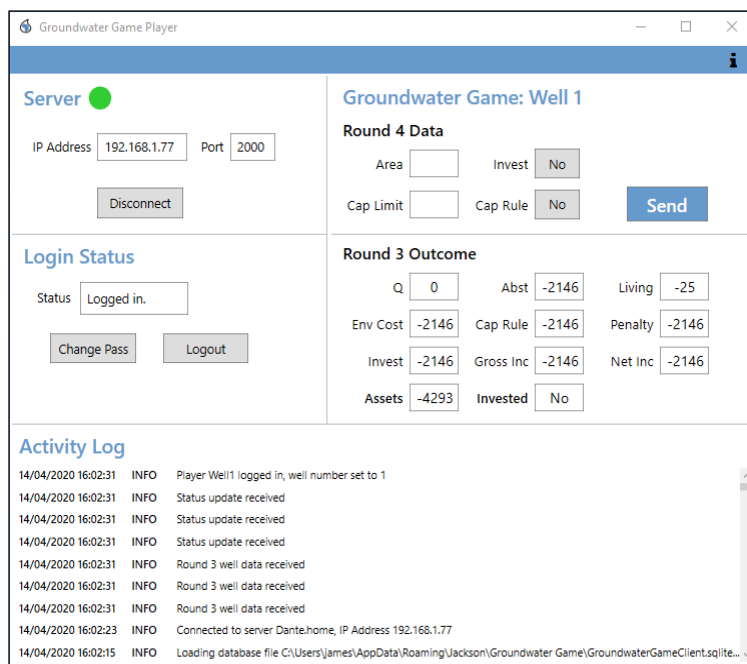 Groundwater Game Player
i
Server
IP Address 192.168.1.77 Port 2000
Disconnect
Login Status
Status Logged in.
Change Pass Logout
Groundwater Game: Well 1
Round 4 Data
Area Invest No
Cap Limit Cap Rule No Send
Round 3 Outcome
Q 0 Abst -2146 Living -25
Env Cost -2146 Cap Rule -2146 Penalty -2146
Invest -2146 Gross Inc -2146 Net Inc -2146
Assets -4293 Invested No
Activity Log
14/04/2020 16:02:31 INFO Player Well1 logged in, well number set to 1
14/04/2020 16:02:31 INFO Status update received
14/04/2020 16:02:31 INFO Status update received
14/04/2020 16:02:31 INFO Status update received
14/04/2020 16:02:31 INFO Round 3 well data received
14/04/2020 16:02:31 INFO Round 3 well data received
14/04/2020 16:02:31 INFO Round 3 well data received
14/04/2020 16:02:23 INFO Connected to server Dante.home, IP Address 192.168.1.77
14/04/2020 16:02:15 INFO Loading database file C:\Users\james\AppData\Roaming\Jackson\Groundwater Game\GroundwaterGameClient.sqlite...